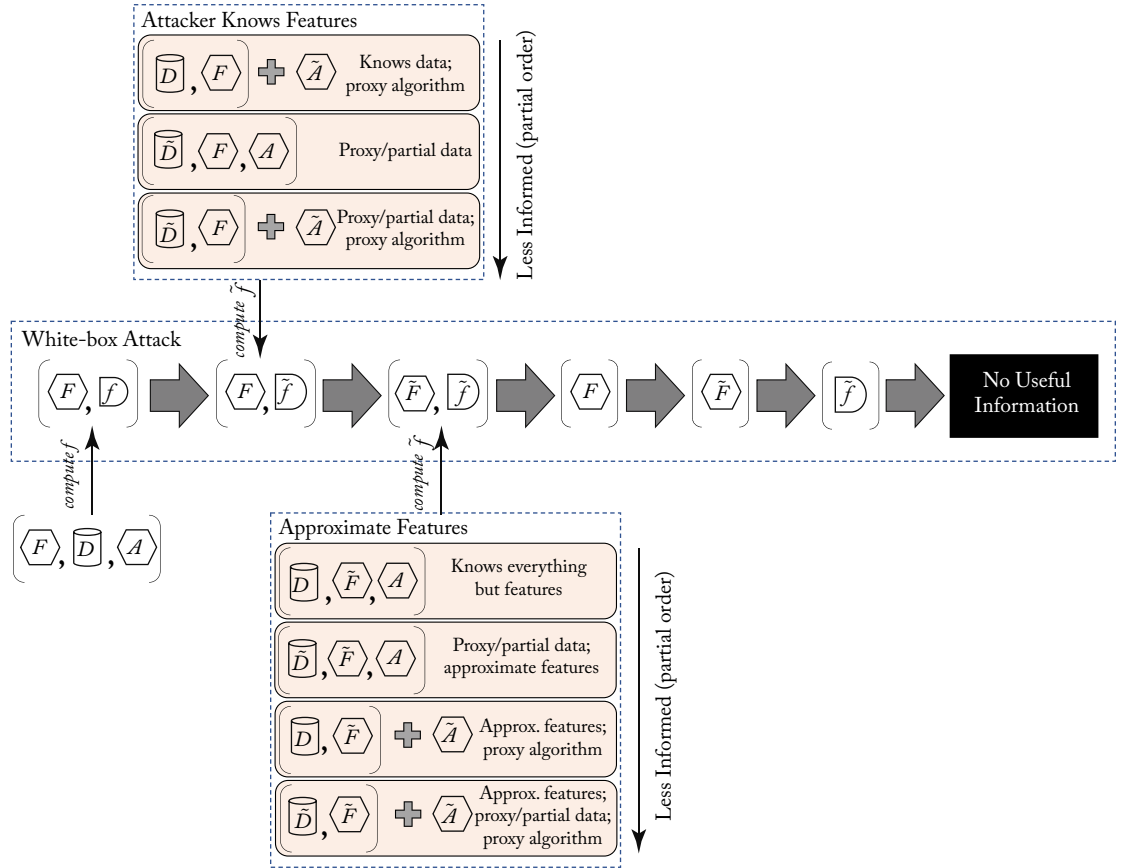 Attacker Knows Features
D , F + Ã Knows data;
proxy algorithm
D̃ , F , A Proxy/partial data
D̃ , F + Ã Proxy/partial data;
proxy algorithm
Less Informed (partial order)
compute f̃
White-box Attack
F , f
F , f̃
F̃ , f̃
F
F̃
f̃
No Useful
Information
compute f
compute f̃
F , D , A
Approximate Features
D , F̃ , A Knows everything
but features
D̃ , F̃ , A Proxy/partial data;
approximate features
D , F̃ + Ã Approx. features;
proxy algorithm
D̃ , F̃ + Ã Approx. features;
proxy/partial data;
proxy algorithm
Less Informed (partial order)